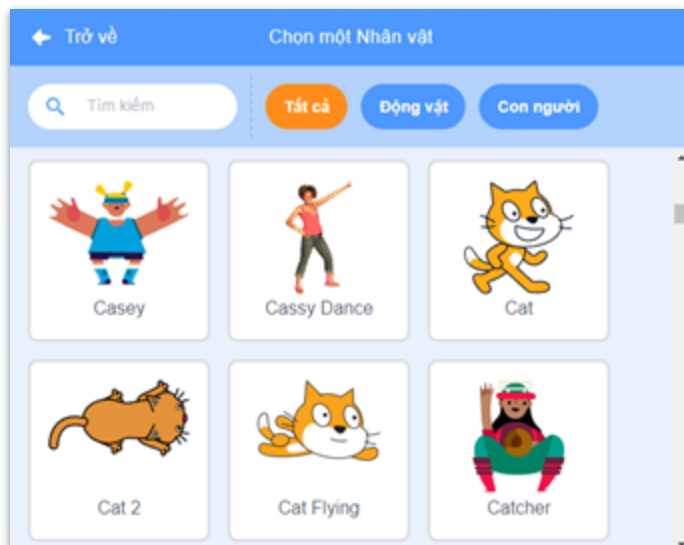 Trở về
Chọn một Nhân vật
Tìm kiếm
Tất cả
Động vật
Con người
Casey
Cassy Dance
Cat
Cat 2
Cat Flying
Catcher